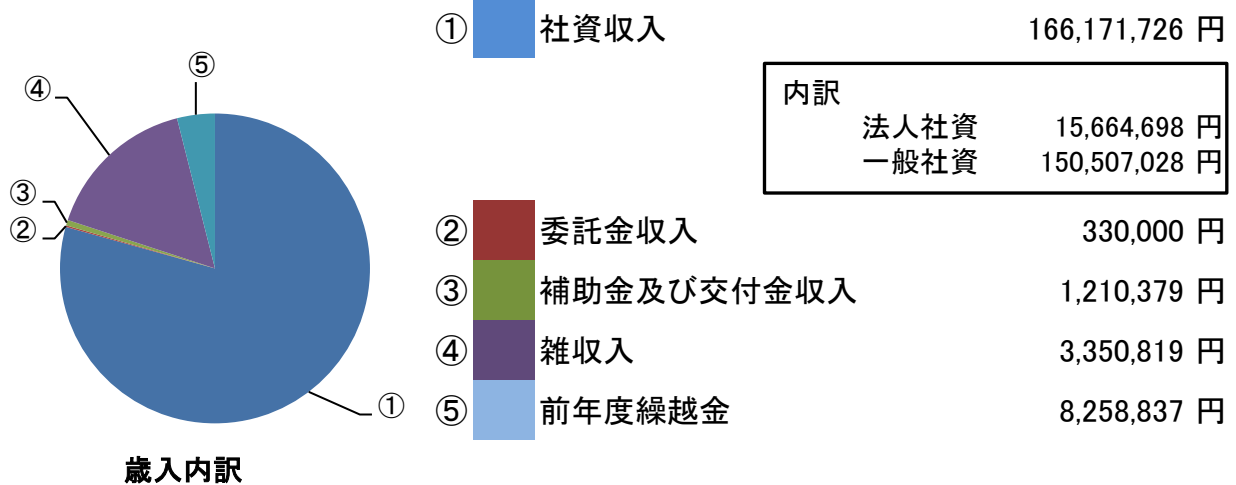 ① 社資収入 166,171,726 円
内訳
法人社資 15,664,698 円
一般社資 150,507,028 円
② 委託金収入 330,000 円
③ 補助金及び交付金収入 1,210,379 円
④ 雑収入 3,350,819 円
⑤ 前年度繰越金 8,258,837 円
⑤
④
③
②
①
歳入内訳